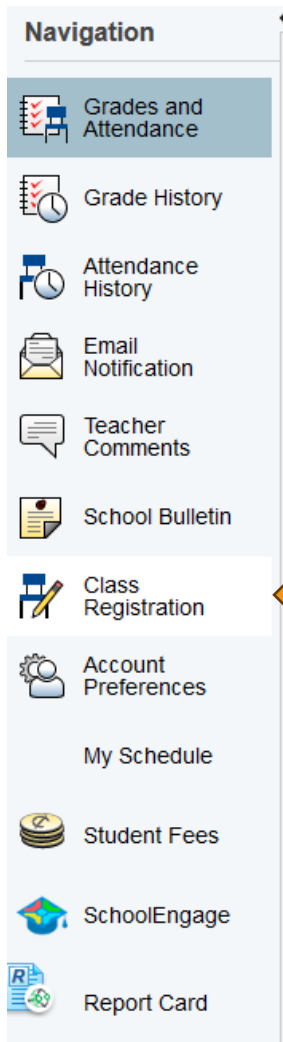 Navigation
Grades and
Attendance
Grade History
Attendance
History
Email
Notification
Teacher
Comments
School Bulletin
Class
Registration
Account
Preferences
My Schedule
Student Fees
SchoolEngage
R
Report Card